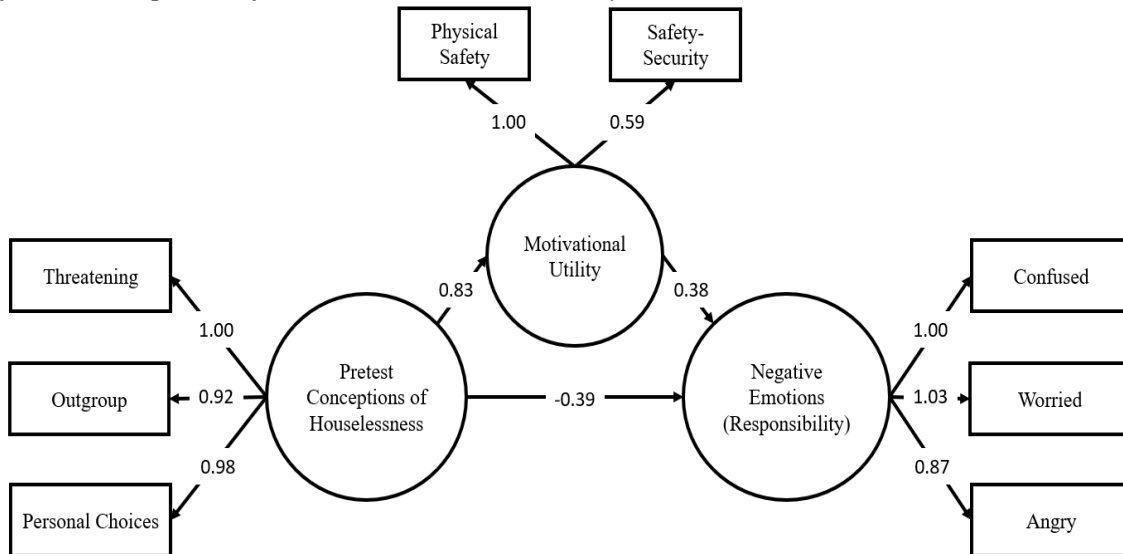 Physical
Safety
Safety-
Security
1.00
0.59
Motivational
Utility
Threatening
Confused
0.83
0.38
1.00
1.00
Pretest
Conceptions of
Houselessness
Negative
Emotions
(Responsibility)
Outgroup
0.92
-0.39
1.03
Worried
0.98
0.87
Personal Choices
Angry